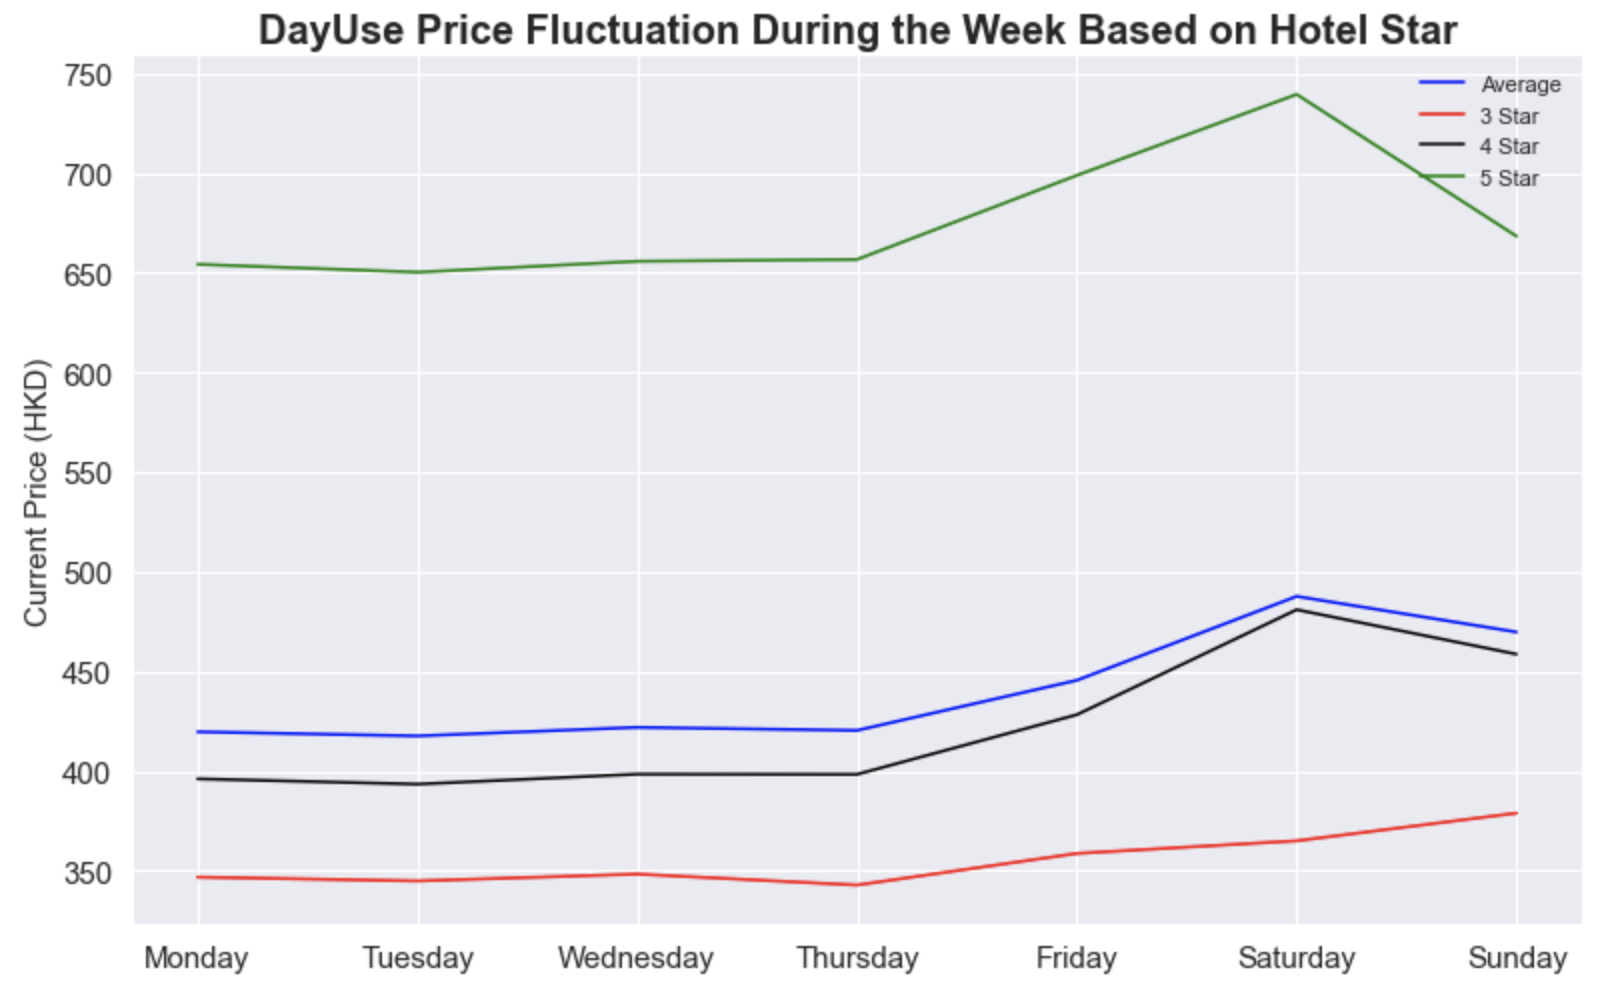 DayUse Price Fluctuation During the Week Based on Hotel Star
Current Price (HKD)
750
700
650
600
550
500
450
400
350
Average
3 Star
4 Star
5 Star
Monday Tuesday Wednesday Thursday Friday Saturday Sunday